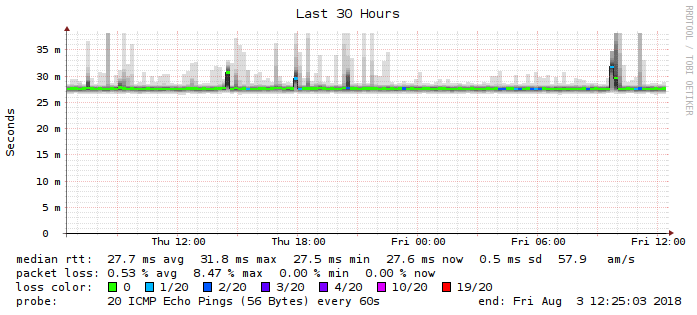 Last 30 Hours
RRDTOOL / TOBI OETIKER
Seconds
35 m
30 m
25 m
20 m
15 m
10 m
5 m
0
Thu 12:00 Thu 18:00 Fri 00:00 Fri 06:00 Fri 12:00
median rtt: 27.7 ms avg 31.8 ms max 27.5 ms min 27.6 ms now 0.5 ms sd 57.9 am/s
packet loss: 0.53 % avg 8.47 % max 0.00 % min 0.00 % now
loss color: 0 1/20 2/20 3/20 4/20 10/20 19/20
probe: 20 ICMP Echo Pings (56 Bytes) every 60s end: Fri Aug 3 12:25:03 2018